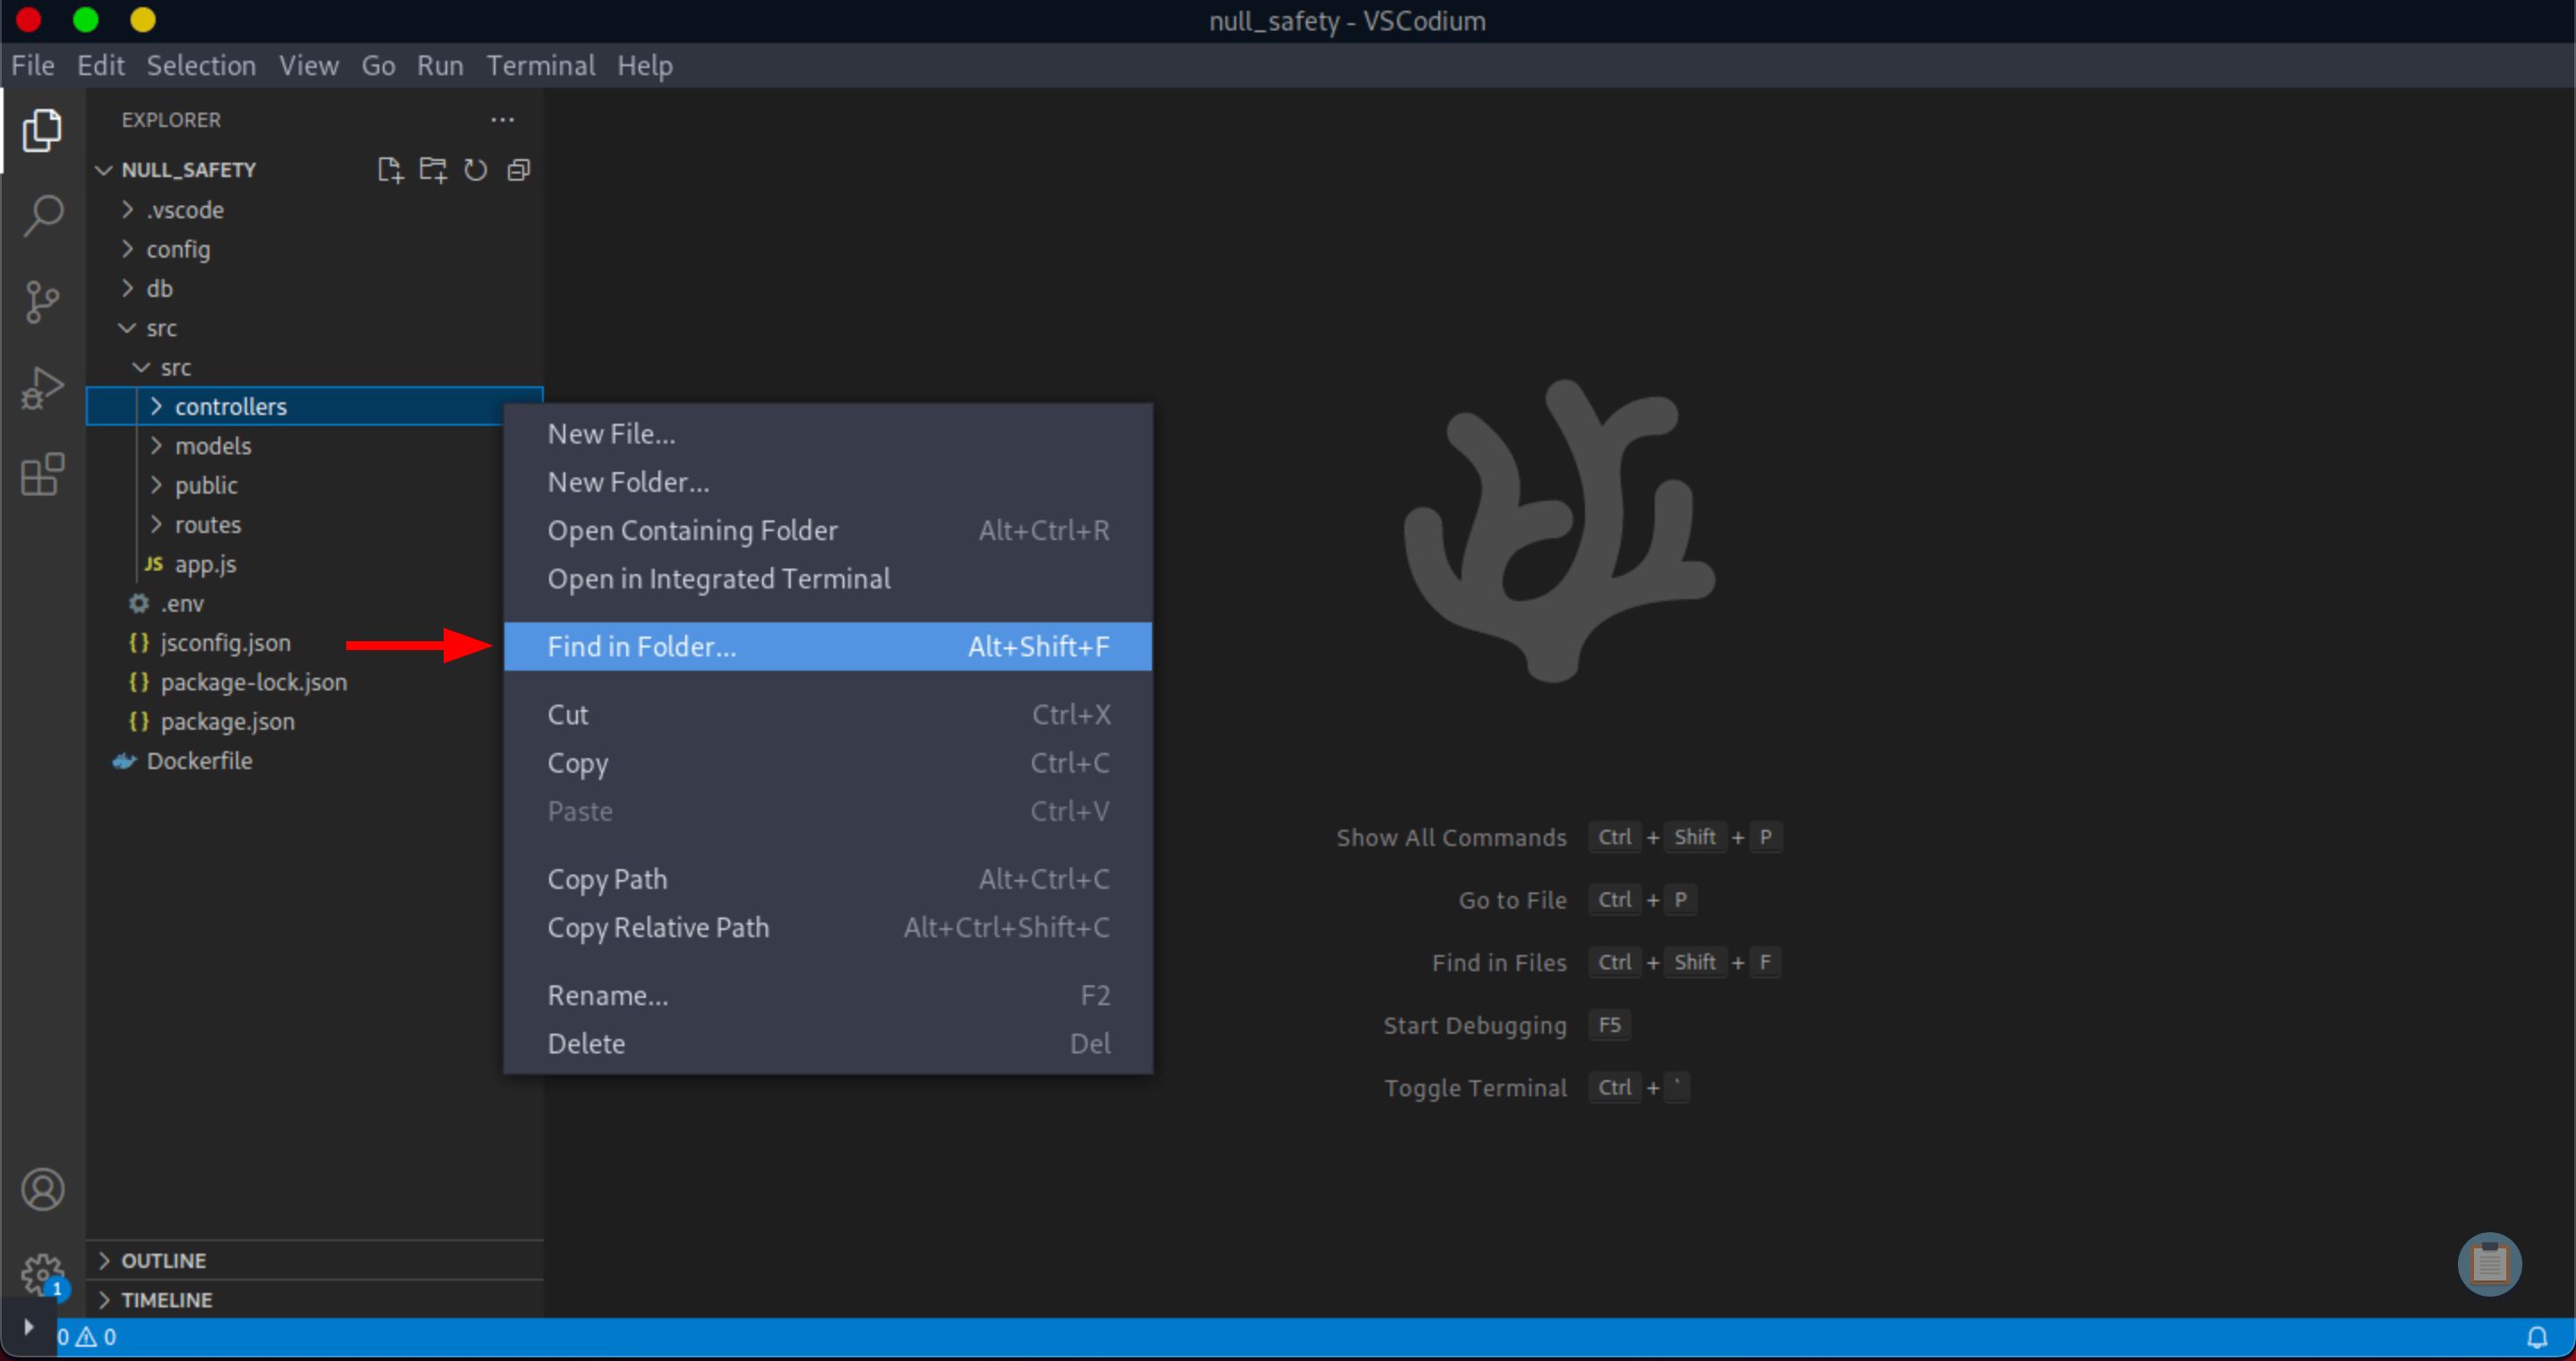 null_safety - VSCodium
File Edit Selection View Go Run Terminal Help
EXPLORER
NULL_SAFETY
.vscode
config
db
src
src
controllers
models
public
routes
JS app.js
.env
{} jsconfig.json
{} package-lock.json
{} package.json
Dockerfile
New File...
New Folder...
Open Containing Folder Alt+Ctrl+R
Open in Integrated Terminal
Find in Folder... Alt+Shift+F
Cut Ctrl+X
Copy Ctrl+C
Paste Ctrl+V
Copy Path Alt+Ctrl+C
Copy Relative Path Alt+Ctrl+Shift+C
Rename... F2
Delete Del
Show All Commands Ctrl + Shift + P
Go to File Ctrl + P
Find in Files Ctrl + Shift + F
Start Debugging F5
Toggle Terminal Ctrl + `
OUTLINE
1
TIMELINE
0 0